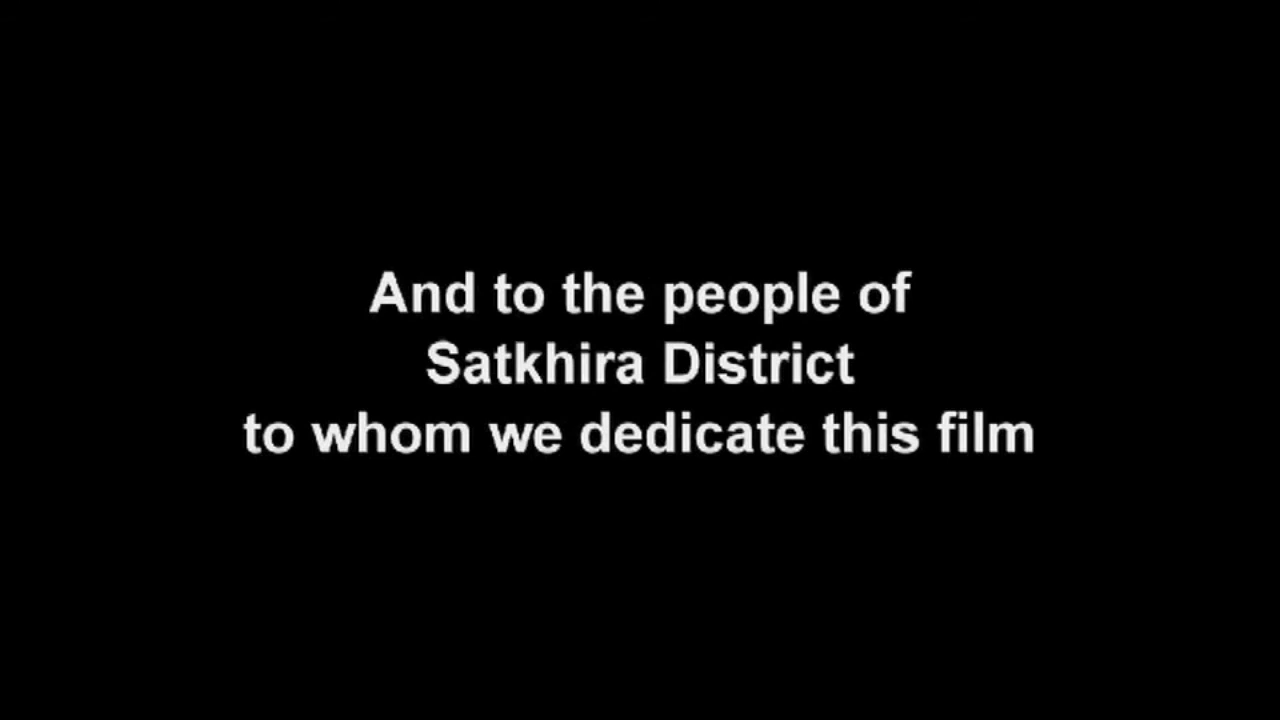 And to the people of
Satkhira District
to whom we dedicate this film